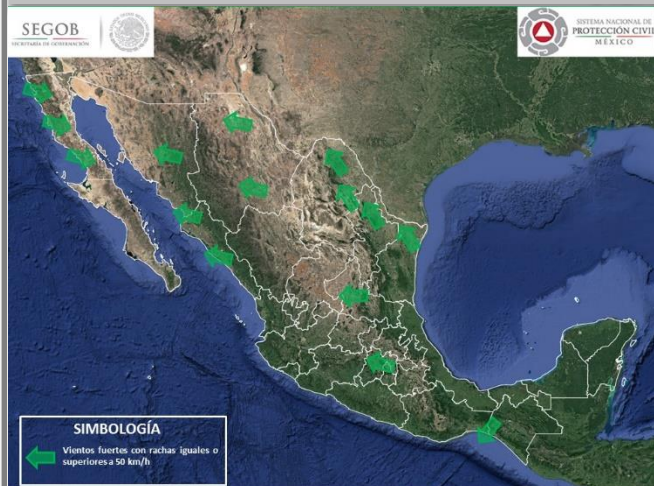 SEGOB
SECRETARÍA DE GOBERNACIÓN
SISTEMA NACIONAL DE
PROTECCIÓN CIVIL
MÉXICO
SIMBOLOGÍA
Vientos fuertes con rachas iguales o
superiores a 50 km/h